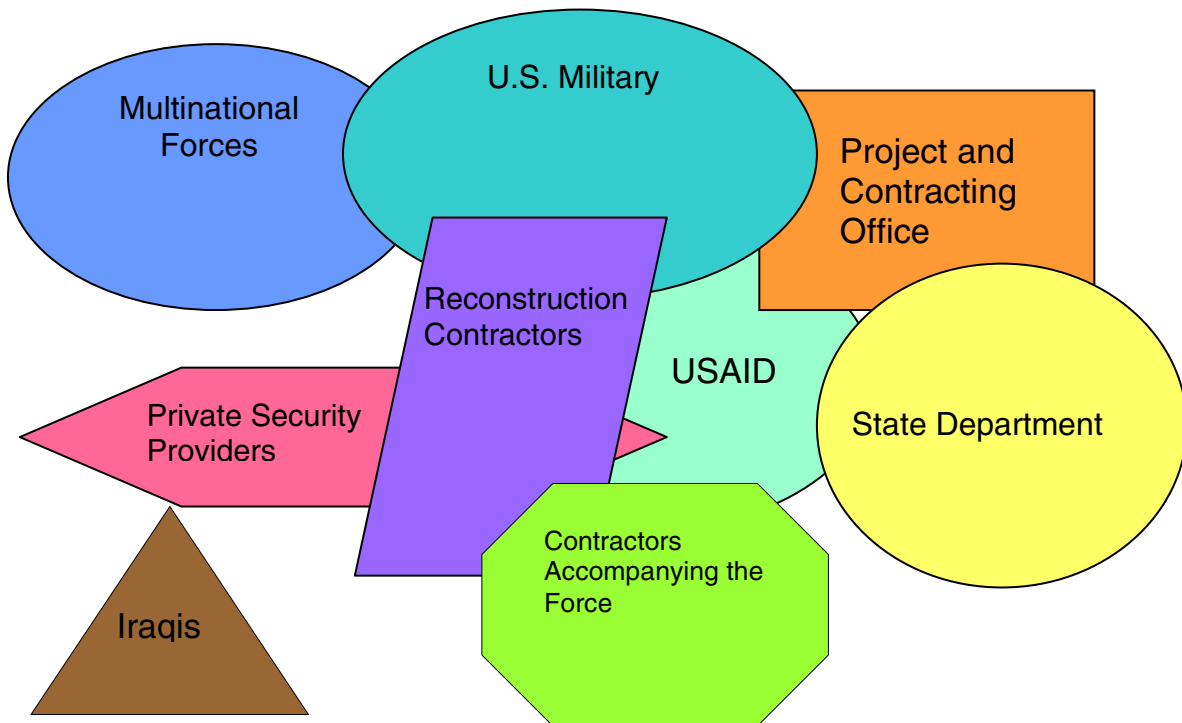 Multinational
Forces
U.S. Military
Project and
Contracting
Office
Reconstruction
Contractors
USAID
State Department
Private Security
Providers
Contractors
Accompanying the
Force
Iraqis